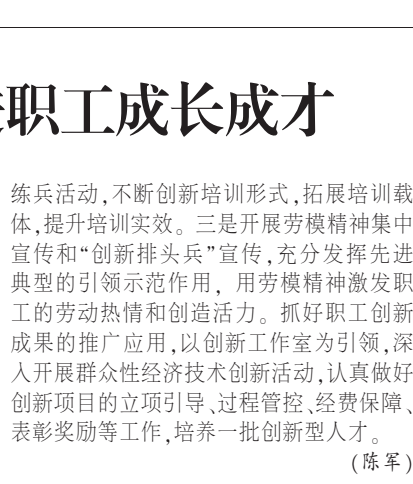 职工成长成才
练兵活动,不断创新培训形式,拓展培训载
体,提升培训实效。三是开展劳模精神集中
宣传和“创新排头兵”宣传,充分发挥先进
典型的引领示范作用，用劳模精神激发职
工的劳动热情和创造活力。抓好职工创新
成果的推广应用,以创新工作室为引领,深
入开展群众性经济技术创新活动,认真做好
创新项目的立项引导、过程管控、经费保障、
表彰奖励等工作,培养一批创新型人才。
(陈军)